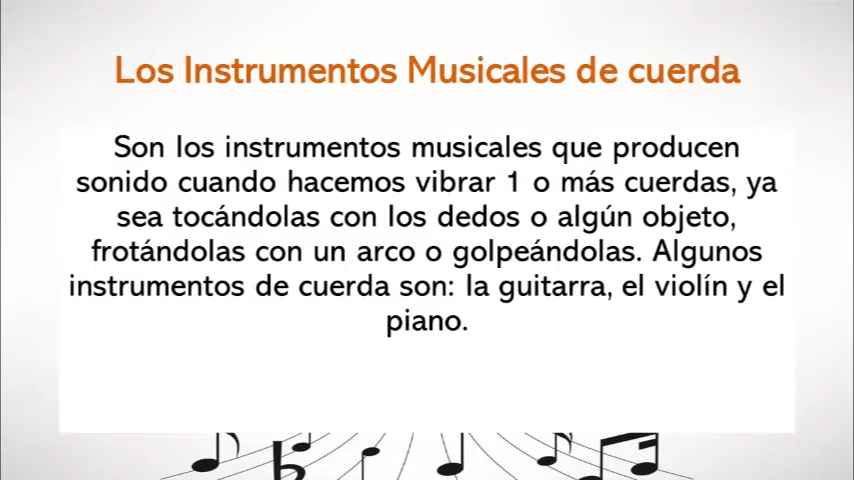 Los Instrumentos Musicales de cuerda
Son los instrumentos musicales que producen
sonido cuando hacemos vibrar 1 o más cuerdas, ya
sea tocándolas con los dedos o algún objeto,
frotándolas con un arco o golpeándolas. Algunos
instrumentos de cuerda son: la guitarra, el violín y el
piano.